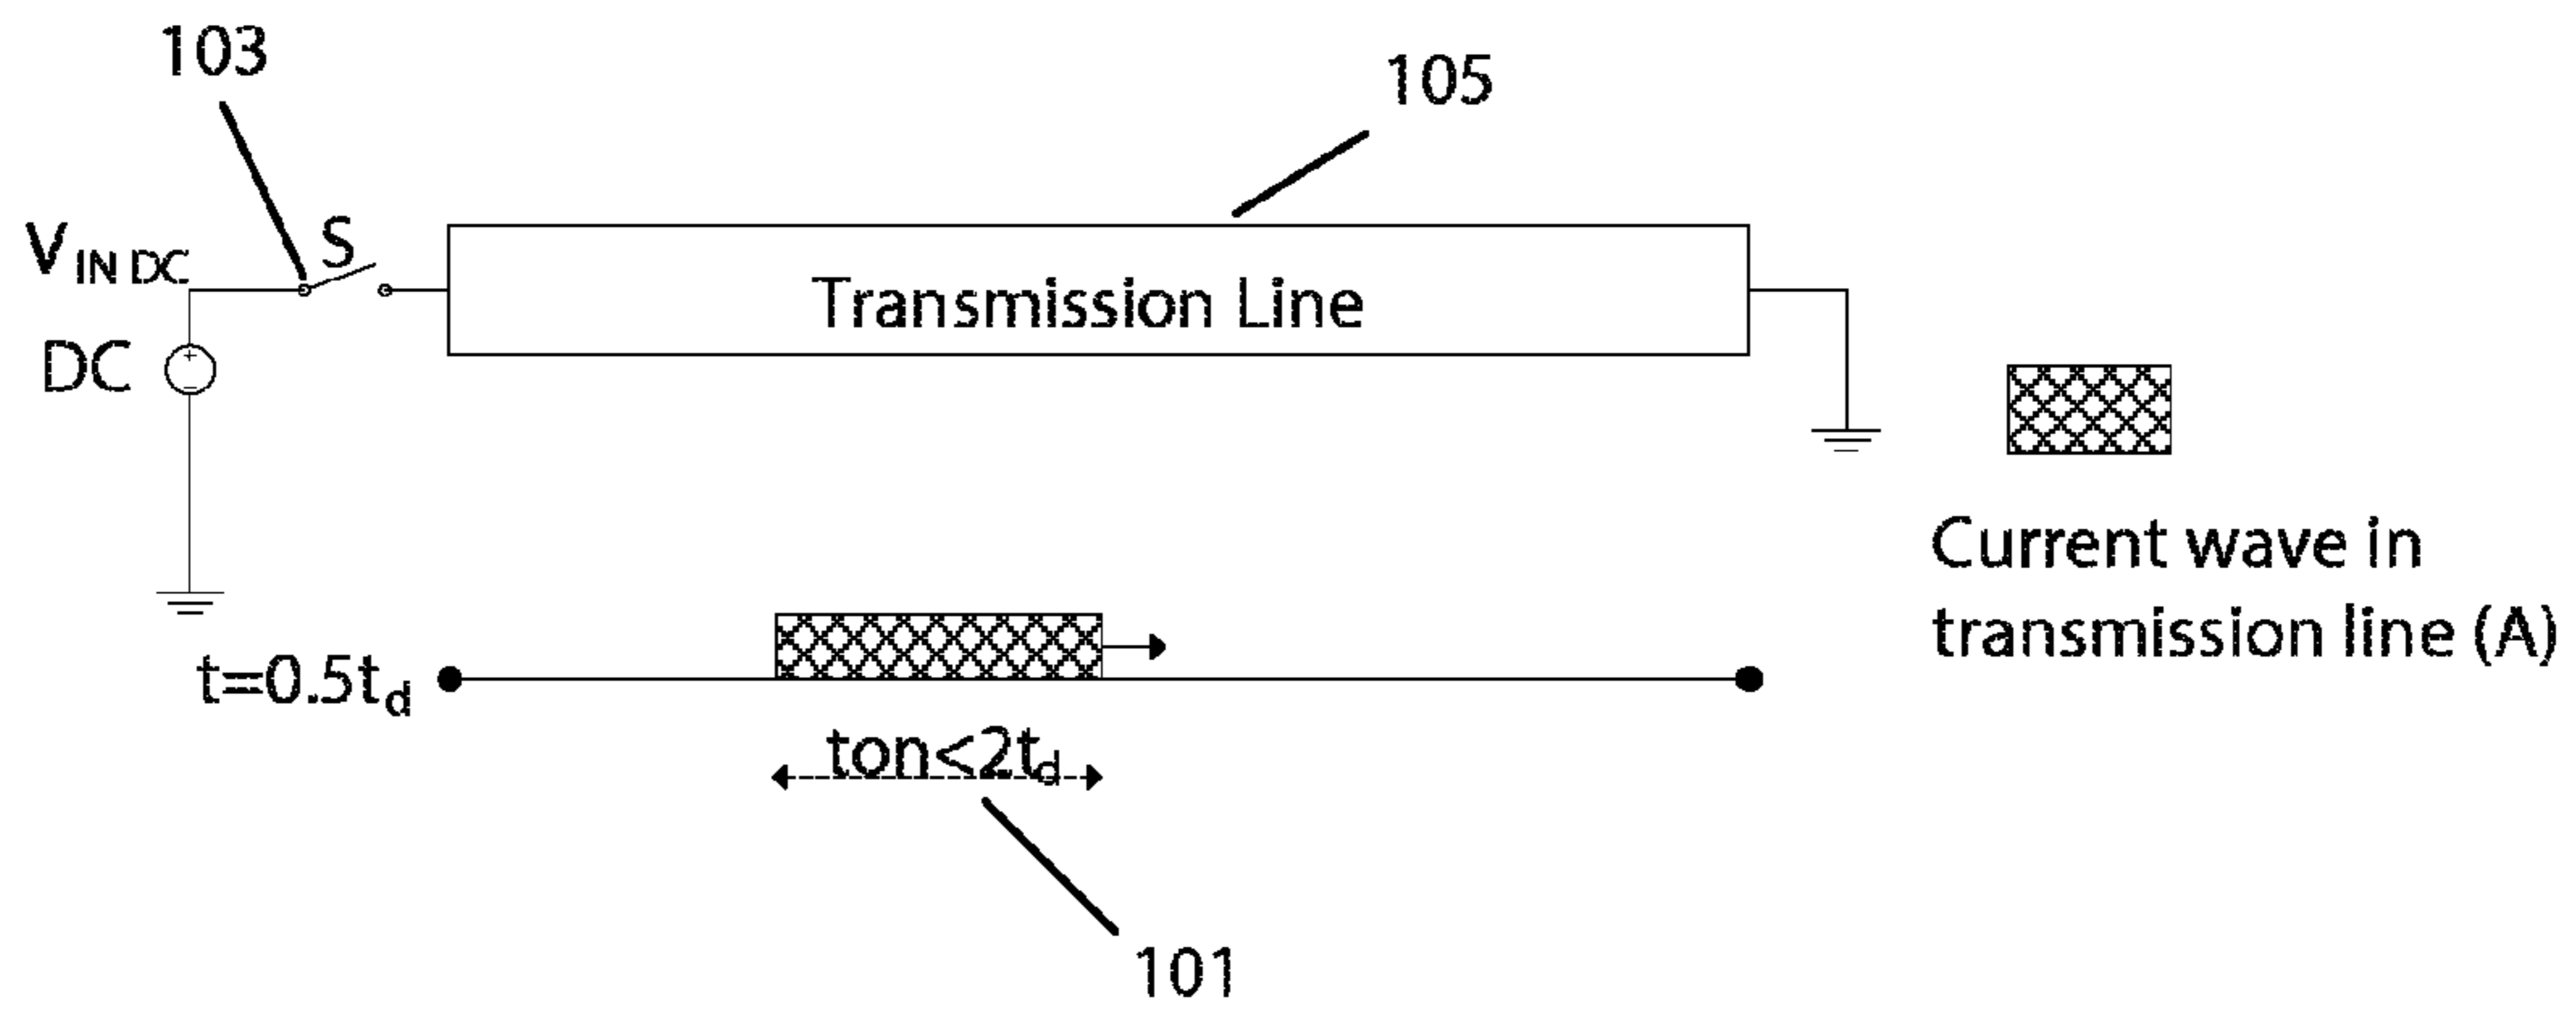 103
105
V_IN DC
S
Transmission Line
DC
+
−
Current wave in
transmission line (A)
t=0.5t_d
ton<2t_d
101